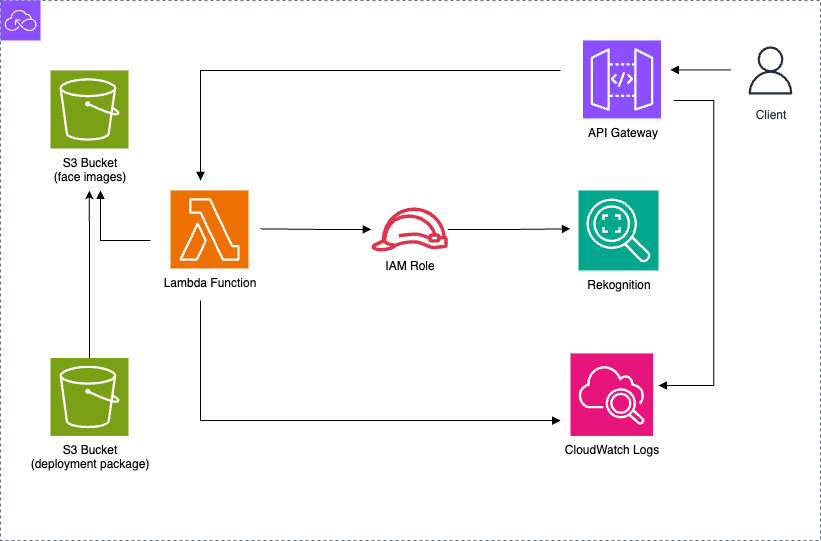 Client
API Gateway
S3 Bucket
(face images)
IAM Role
Lambda Function
Rekognition
S3 Bucket
(deployment package)
CloudWatch Logs